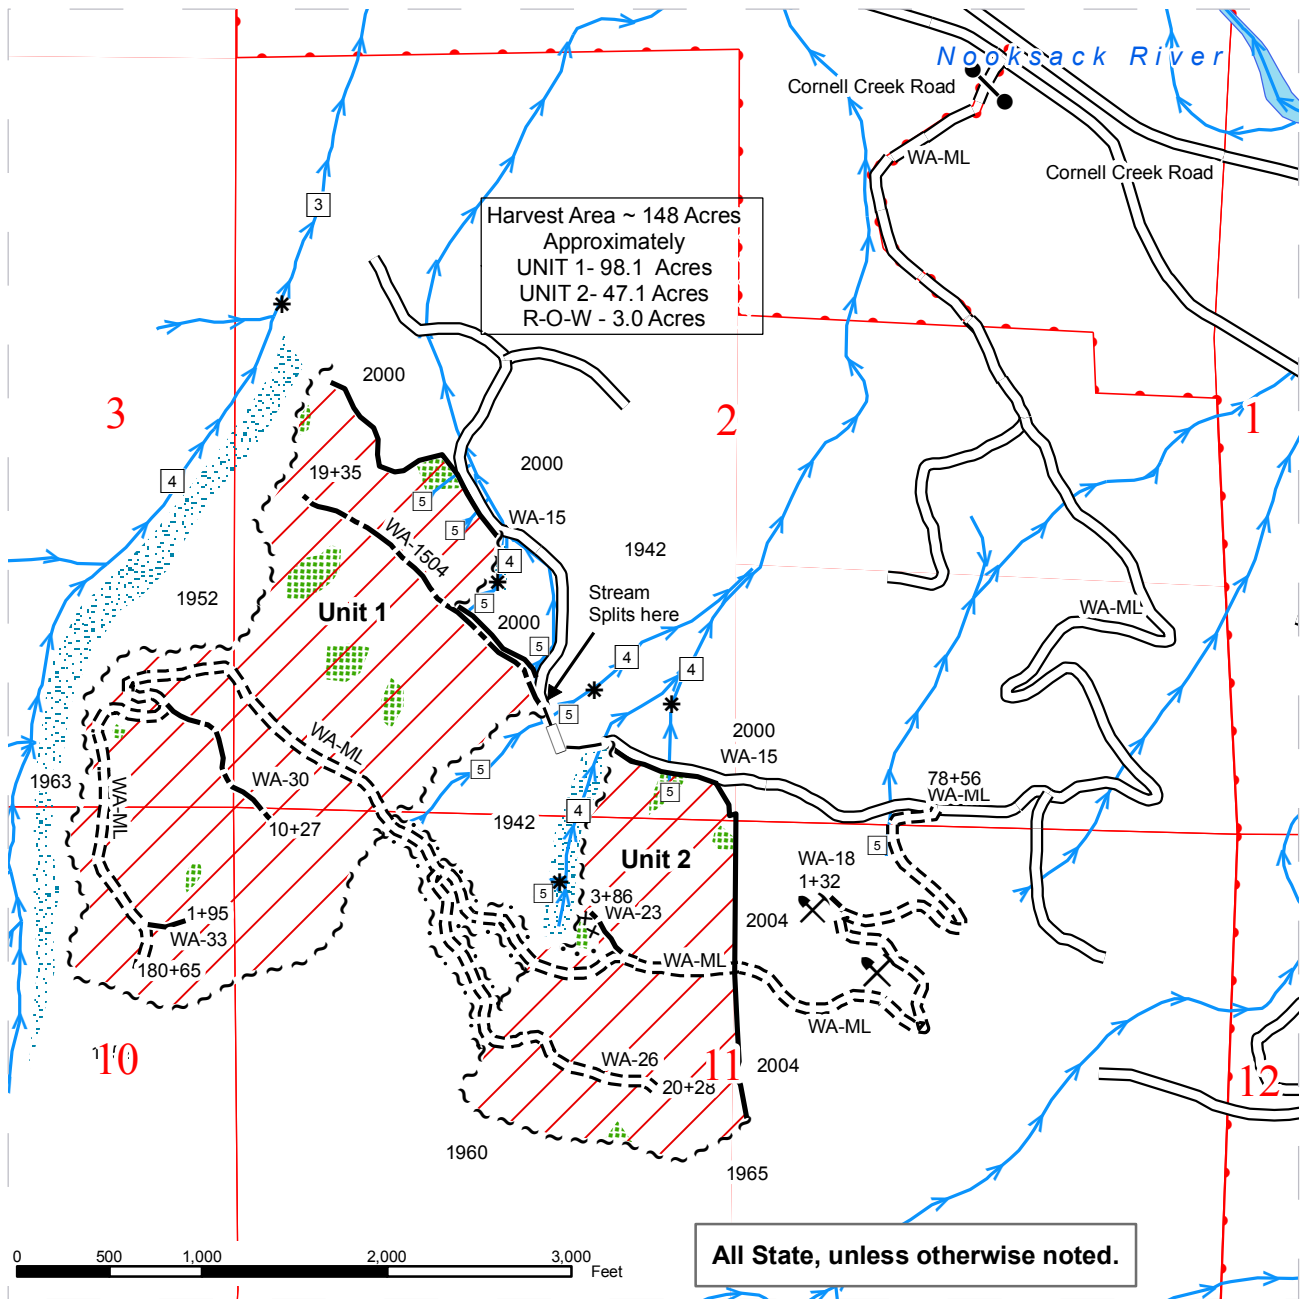 Nooksack River
Cornell Creek Road
WA-ML
Cornell Creek Road
3
Harvest Area ~ 148 Acres
Approximately
UNIT 1- 98.1 Acres
UNIT 2- 47.1 Acres
R-O-W - 3.0 Acres
2000
3
2
1
19+35
2000
4
5
5
WA-15
WA-1504
4
1942
1952
5
Stream
Splits here
Unit 1
2000
WA-ML
5
4
4
5
WA-ML
2000
WA-15
5
1963
WA-30
78+56
WA-ML
WA-ML
5
10+27
4
1942
5
Unit 2
WA-18
1+32
5
3+86
WA-23
1+95
WA-33
2004
180+65
WA-ML
WA-ML
10
WA-26
11
2004
12
20+28
1960
1965
All State, unless otherwise noted.
0 500 1,000 2,000 3,000
Feet